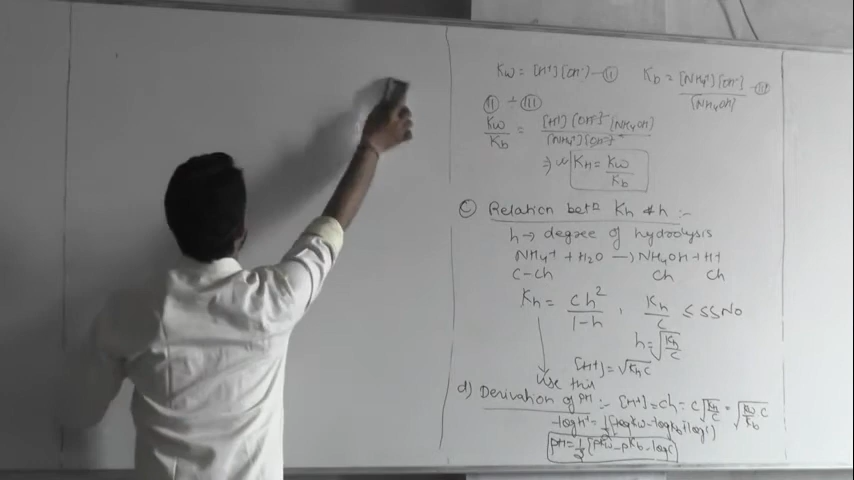 Kw = [H+] [OH-] - II Kb = [NH4+] [OH-] / [NH4OH] - III
II ÷ III
Kw / Kb = [H+] [OH-] [NH4OH] / [NH4+] [OH-]
⇒ KH = Kw / Kb
C Relation betn Kh & h :-
h → degree of hydrolysis
NH4+ + H2O → NH4OH + H+
C-Ch Ch Ch
Kh = Ch² / 1-h , Kh / C ≤ SSNo
h = √Kh/C
[H+] = √KhC
Use this
d) Derivation of PH :- [H+] = Ch = C√Kh/C = √Kw/Kb C
-logH+ =
pH = 1/2 [pKw - pKb - logC]